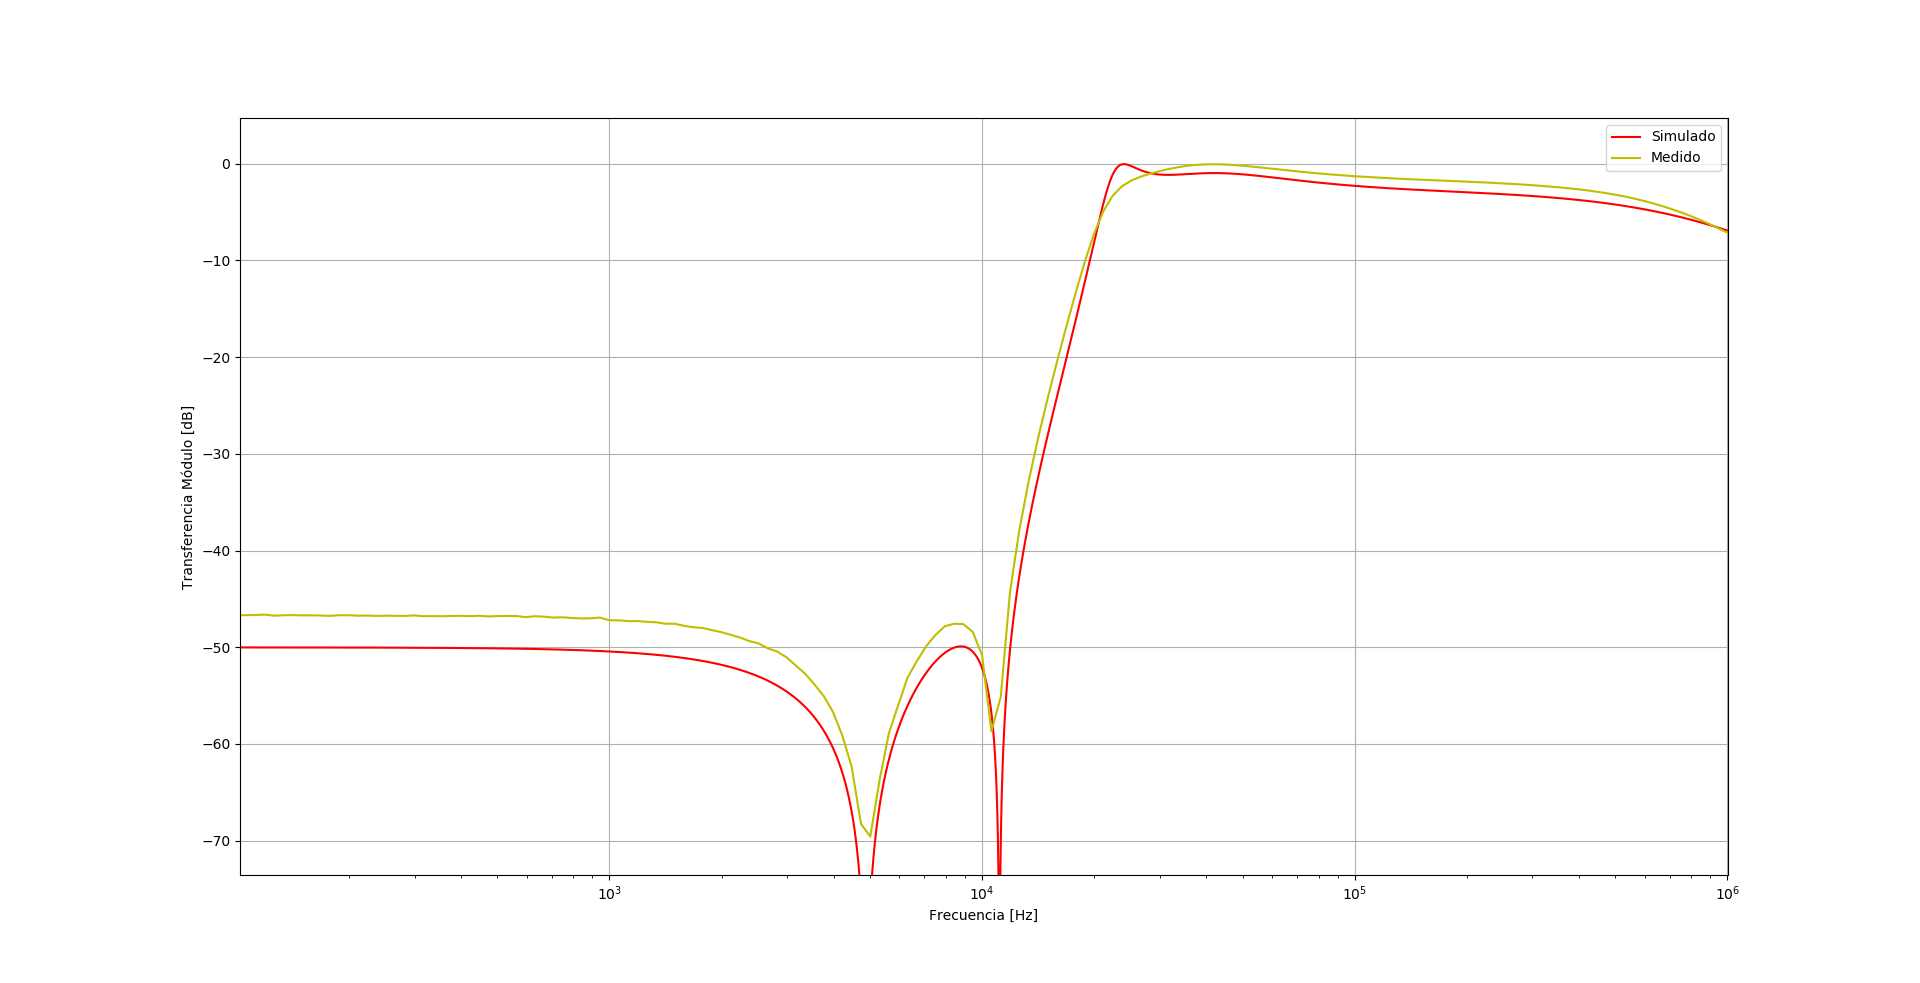 Simulado
Medido
0
−10
−20
−30
−40
−50
−60
−70
Transferencia Módulo [dB]
10³ 10⁴ 10⁵ 10⁶
Frecuencia [Hz]